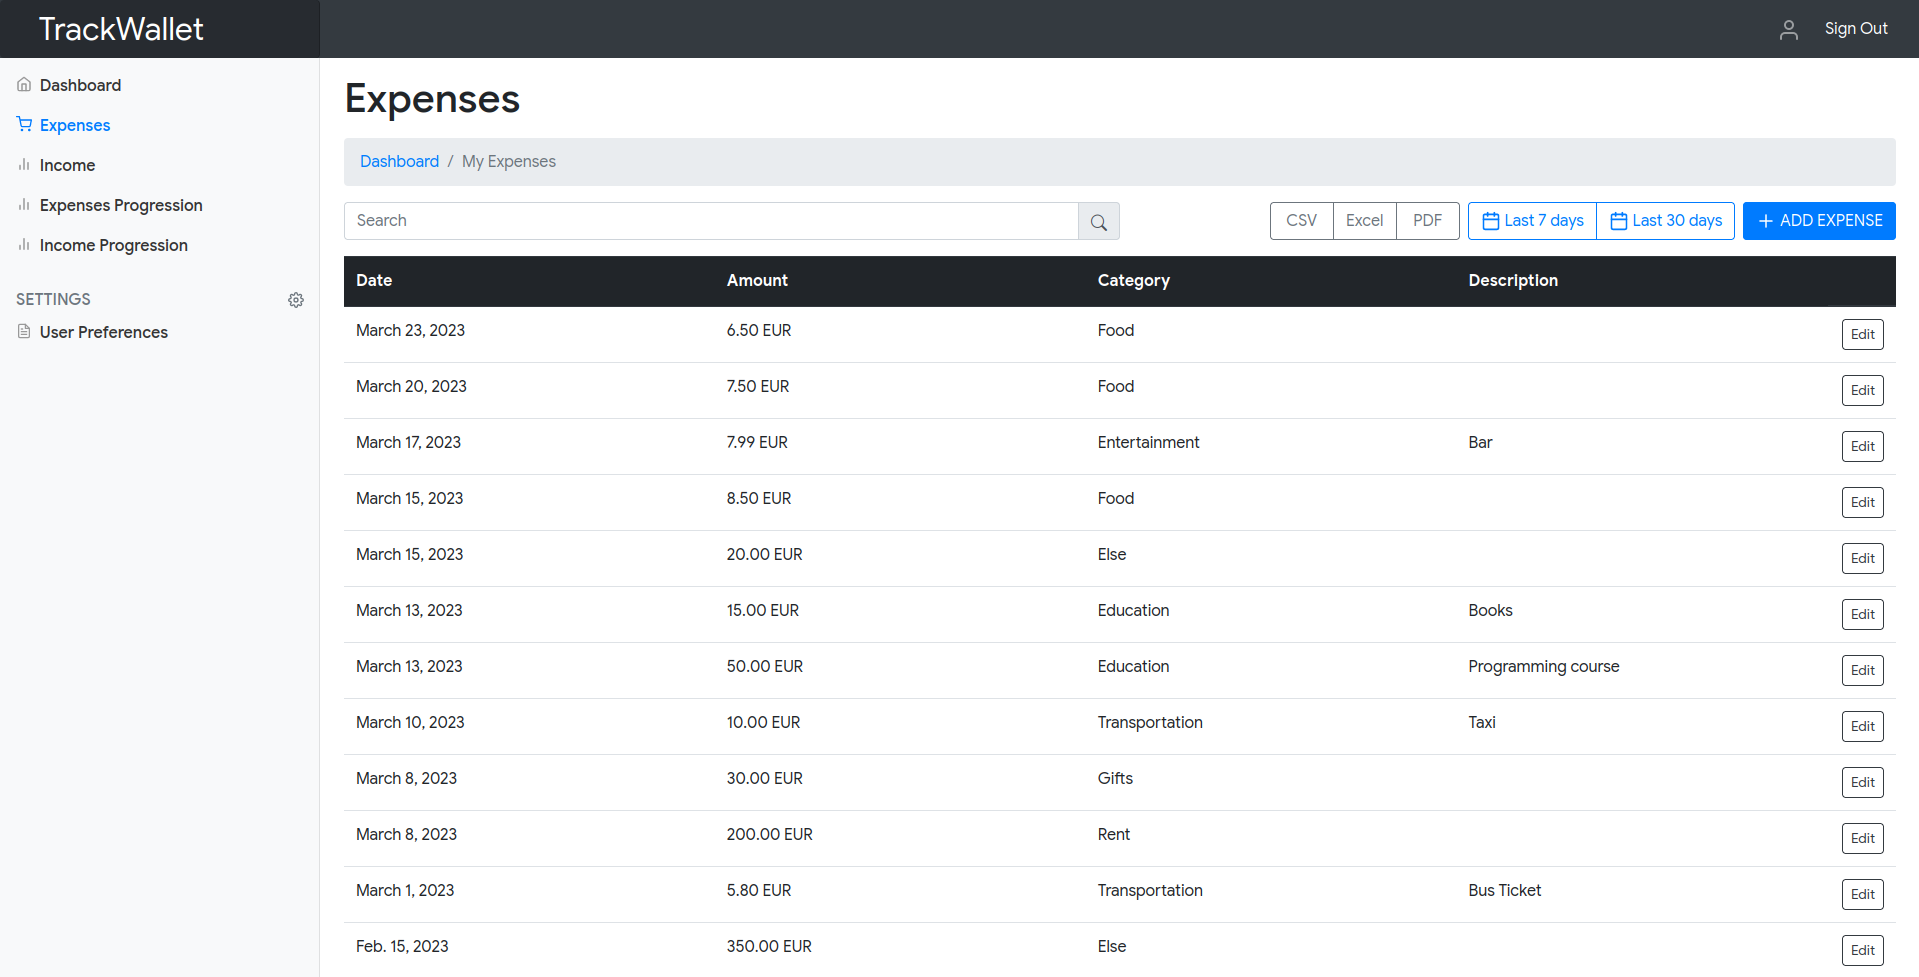 TrackWallet
Sign Out
Dashboard
Expenses
Income
Expenses Progression
Income Progression
SETTINGS
User Preferences
Expenses
Dashboard / My Expenses
Search
CSV Excel PDF Last 7 days Last 30 days + ADD EXPENSE
Date Amount Category Description
March 23, 2023 6.50 EUR Food Edit
March 20, 2023 7.50 EUR Food Edit
March 17, 2023 7.99 EUR Entertainment Bar Edit
March 15, 2023 8.50 EUR Food Edit
March 15, 2023 20.00 EUR Else Edit
March 13, 2023 15.00 EUR Education Books Edit
March 13, 2023 50.00 EUR Education Programming course Edit
March 10, 2023 10.00 EUR Transportation Taxi Edit
March 8, 2023 30.00 EUR Gifts Edit
March 8, 2023 200.00 EUR Rent Edit
March 1, 2023 5.80 EUR Transportation Bus Ticket Edit
Feb. 15, 2023 350.00 EUR Else Edit